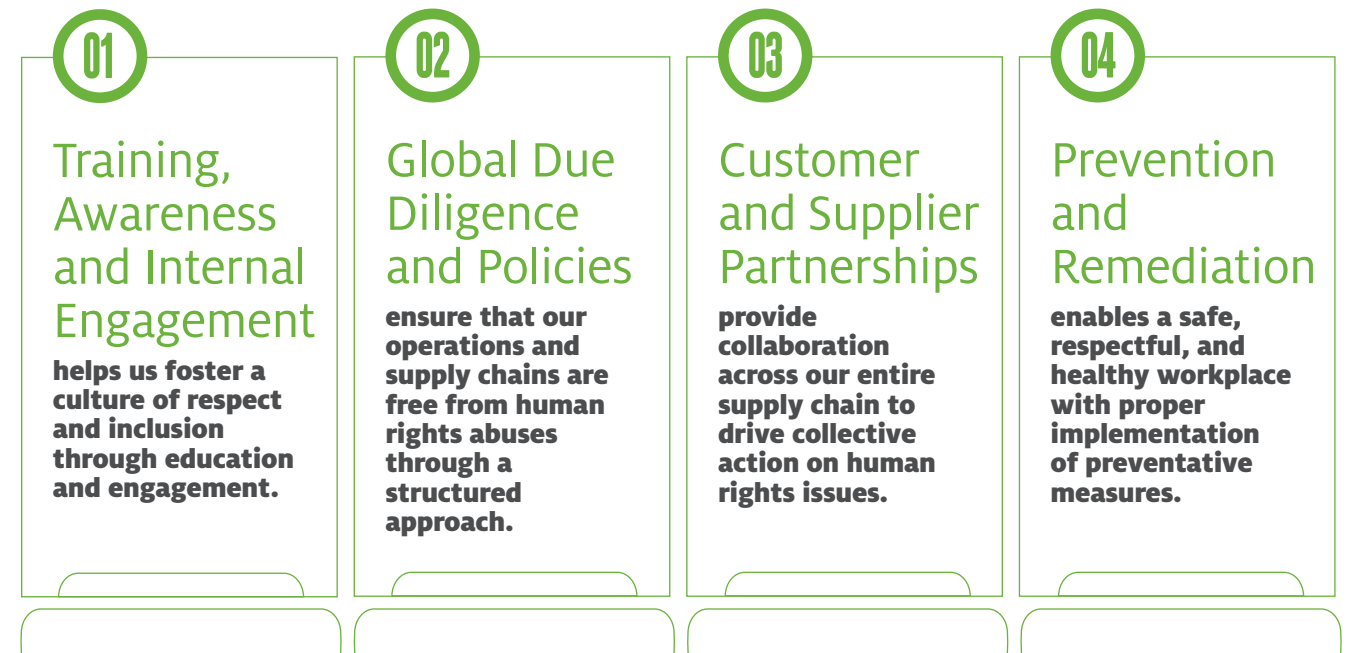 01
Training,
Awareness
and Internal
Engagement
helps us foster a
culture of respect
and inclusion
through education
and engagement.
02
Global Due
Diligence
and Policies
ensure that our
operations and
supply chains are
free from human
rights abuses
through a
structured
approach.
03
Customer
and Supplier
Partnerships
provide
collaboration
across our entire
supply chain to
drive collective
action on human
rights issues.
04
Prevention
and
Remediation
enables a safe,
respectful, and
healthy workplace
with proper
implementation
of preventative
measures.